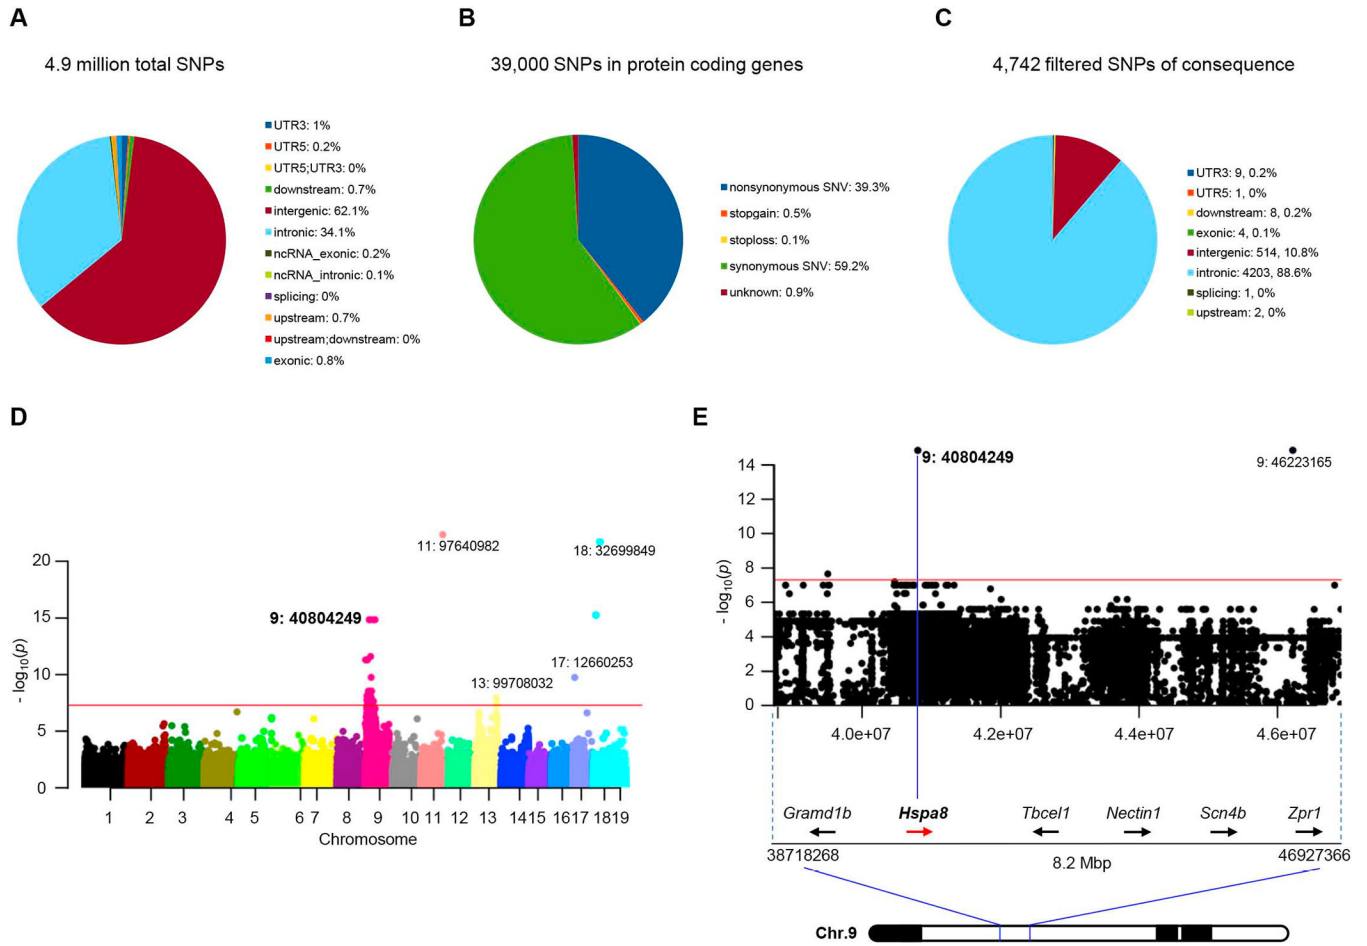 A
4.9 million total SNPs
UTR3: 1%
UTR5: 0.2%
UTR5;UTR3: 0%
downstream: 0.7%
intergenic: 62.1%
intronic: 34.1%
ncRNA_exonic: 0.2%
ncRNA_intronic: 0.1%
splicing: 0%
upstream: 0.7%
upstream;downstream: 0%
exonic: 0.8%
B
39,000 SNPs in protein coding genes
nonsynonymous SNV: 39.3%
stopgain: 0.5%
stoploss: 0.1%
synonymous SNV: 59.2%
unknown: 0.9%
C
4,742 filtered SNPs of consequence
UTR3: 9, 0.2%
UTR5: 1, 0%
downstream: 8, 0.2%
exonic: 4, 0.1%
intergenic: 514, 10.8%
intronic: 4203, 88.6%
splicing: 1, 0%
upstream: 2, 0%
D
11: 97640982
18: 32699849
9: 40804249
17: 12660253
13: 99708032
- log10(p)
20
15
10
5
0
1 2 3 4 5 6 7 8 9 10 11 12 13 14 15 16 17 18 19
Chromosome
E
9: 40804249
9: 46223165
- log10(p)
14
12
10
8
6
4
2
0
4.0e+07 4.2e+07 4.4e+07 4.6e+07
Gramd1b Hspa8 Tbcel1 Nectin1 Scn4b Zpr1
38718268 8.2 Mbp 46927366
Chr.9